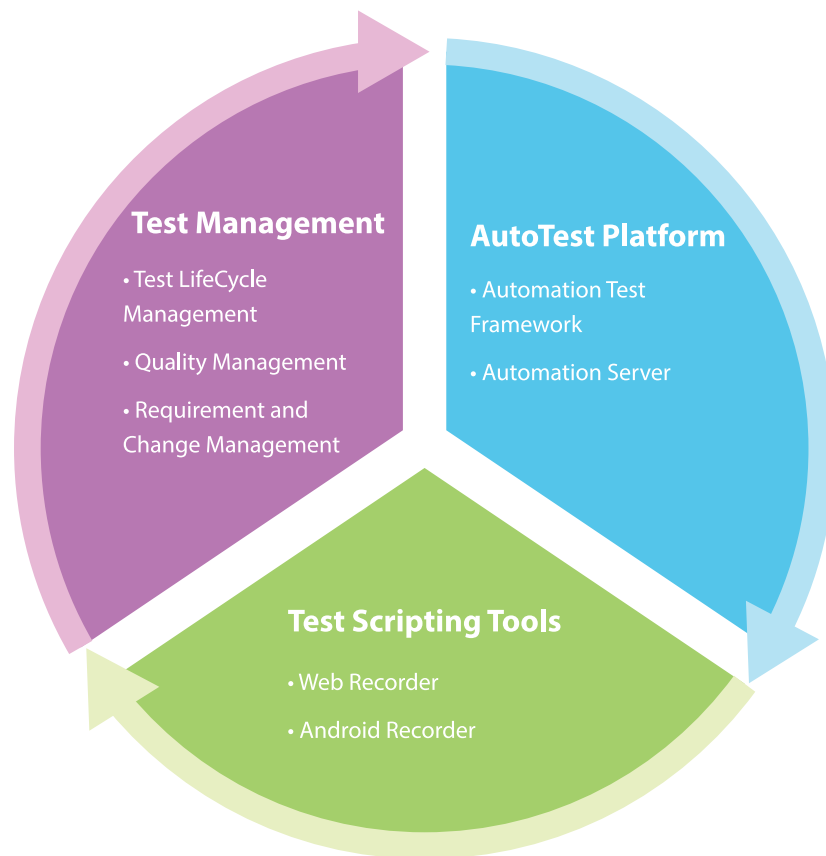 Test Management
• Test LifeCycle
Management
• Quality Management
• Requirement and
Change Management
AutoTest Platform
• Automation Test
Framework
• Automation Server
Test Scripting Tools
• Web Recorder
• Android Recorder